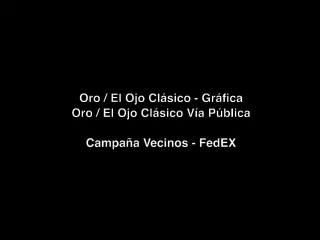 Oro / El Ojo Clásico - Gráfica
Oro / El Ojo Clásico Vía Pública
Campaña Vecinos - FedEX